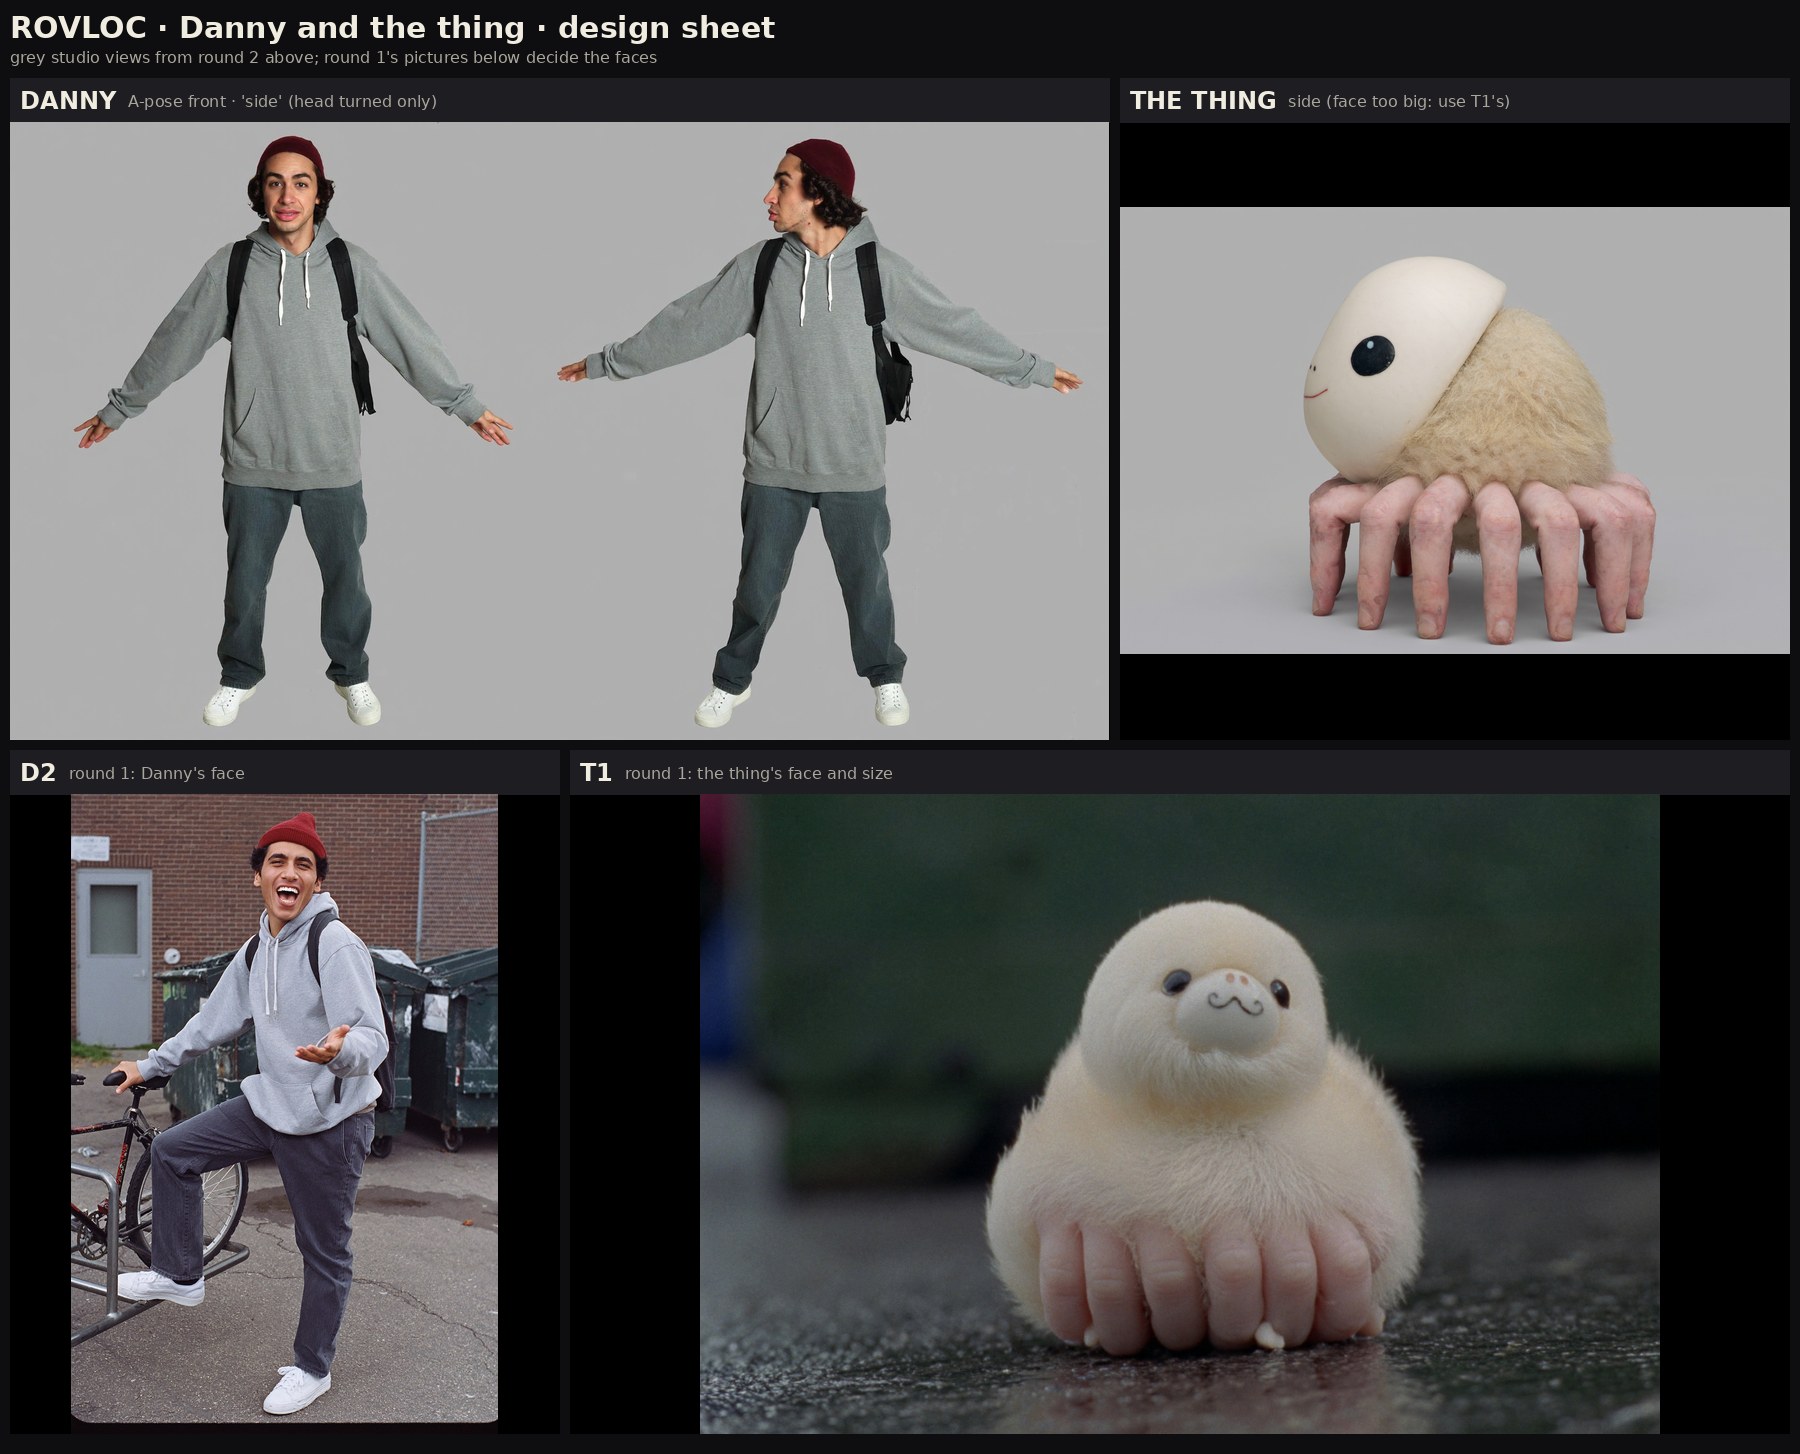 ROVLOC · Danny and the thing · design sheet
grey studio views from round 2 above; round 1's pictures below decide the faces
DANNY A-pose front · 'side' (head turned only)
THE THING side (face too big: use T1's)
D2 round 1: Danny's face
T1 round 1: the thing's face and size